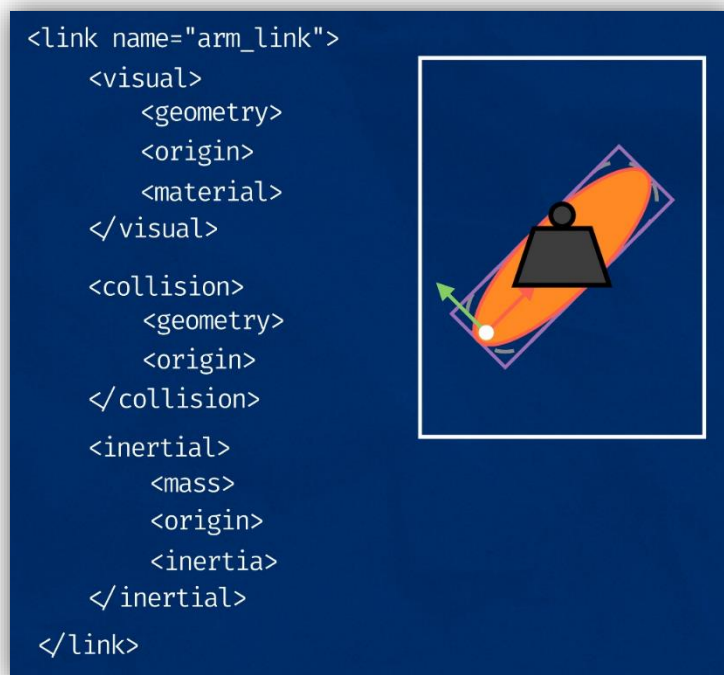 <link name="arm_link">
<visual>
<geometry>
<origin>
<material>
</visual>
<collision>
<geometry>
<origin>
</collision>
<inertial>
<mass>
<origin>
<inertia>
</inertial>
</link>